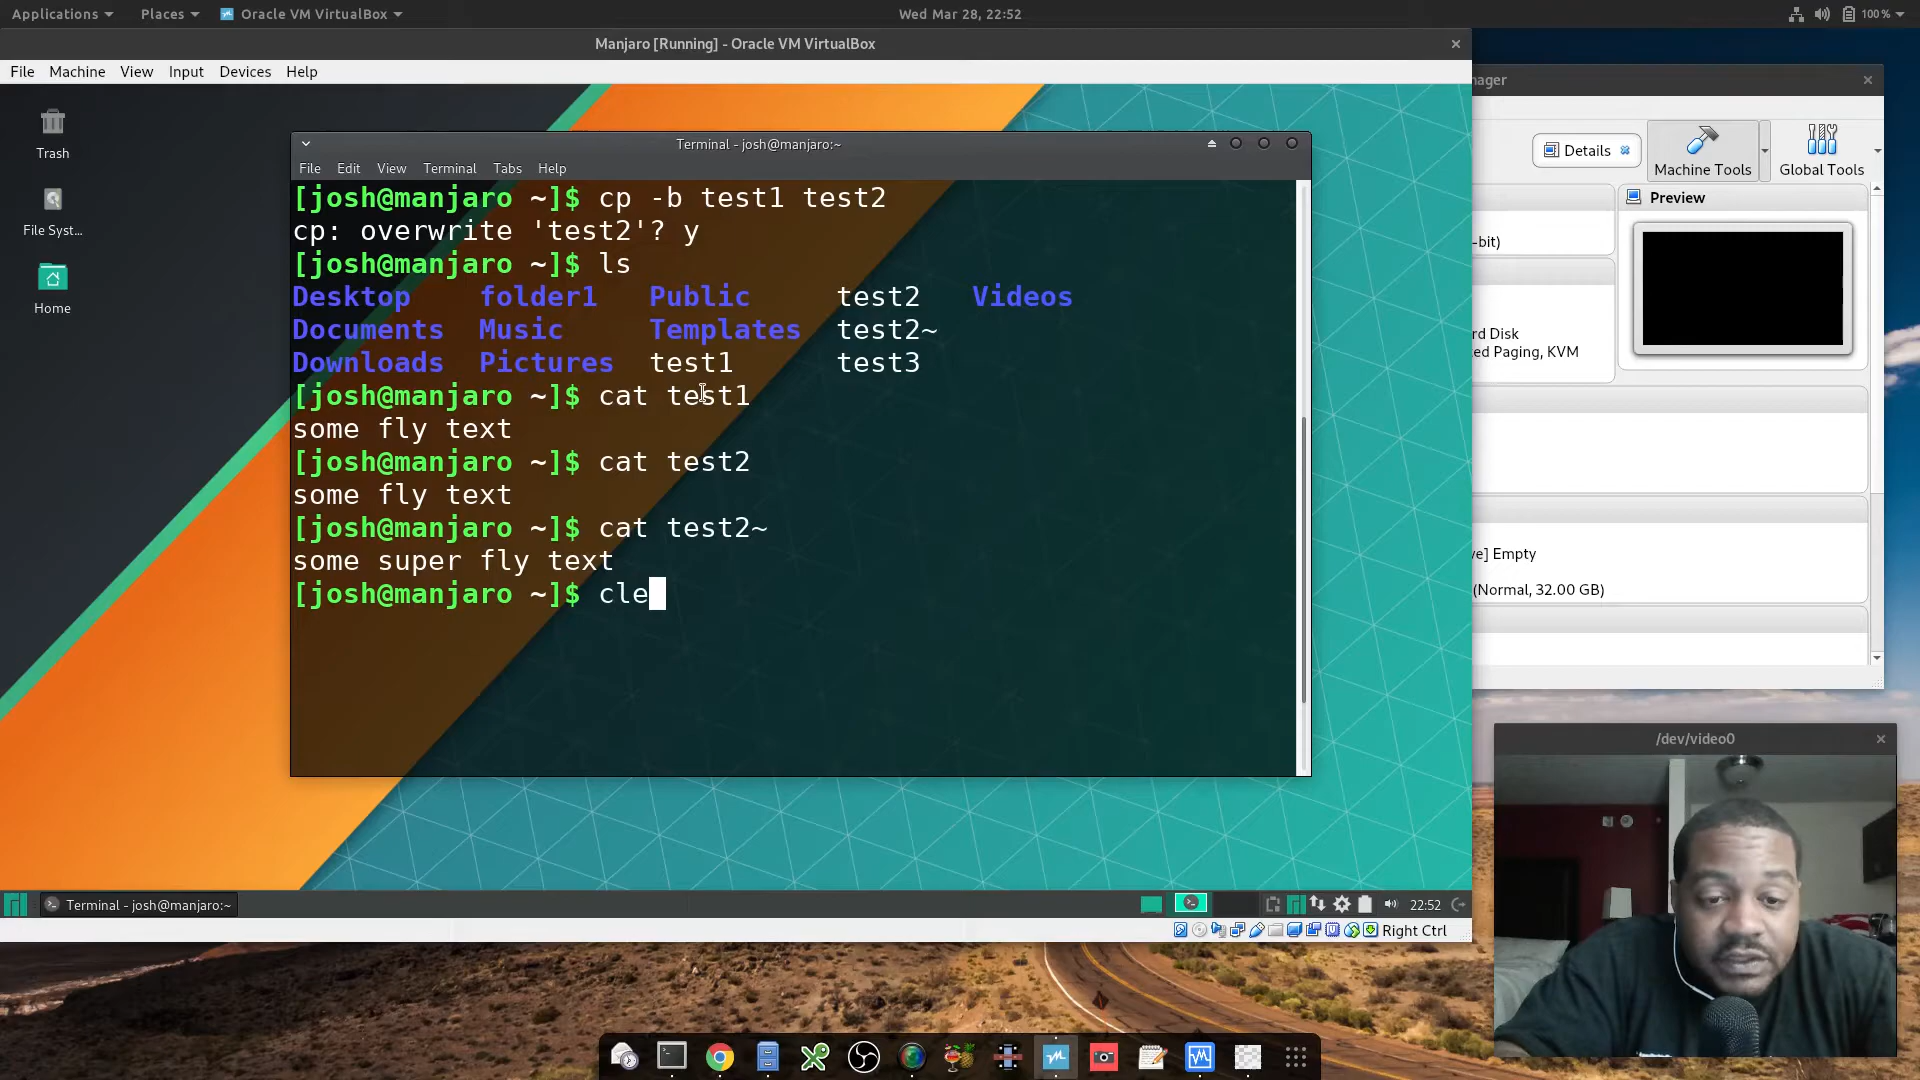 Applications
Places
Oracle VM VirtualBox
Wed Mar 28, 22:52
100%
Manjaro [Running] - Oracle VM VirtualBox
File Machine View Input Devices Help
nager
Details
Machine Tools
Global Tools
Trash
File Syst...
Home
Terminal - josh@manjaro:~
File Edit View Terminal Tabs Help
[josh@manjaro ~]$ cp -b test1 test2
cp: overwrite 'test2'? y
[josh@manjaro ~]$ ls
Desktop folder1 Public test2 Videos
Documents Music Templates test2~
Downloads Pictures test1 test3
[josh@manjaro ~]$ cat test1
some fly text
[josh@manjaro ~]$ cat test2
some fly text
[josh@manjaro ~]$ cat test2~
some super fly text
[josh@manjaro ~]$ cle
Preview
-bit)
rd Disk
ted Paging, KVM
ve] Empty
(Normal, 32.00 GB)
/dev/video0
Terminal - josh@manjaro:~
22:52
Right Ctrl